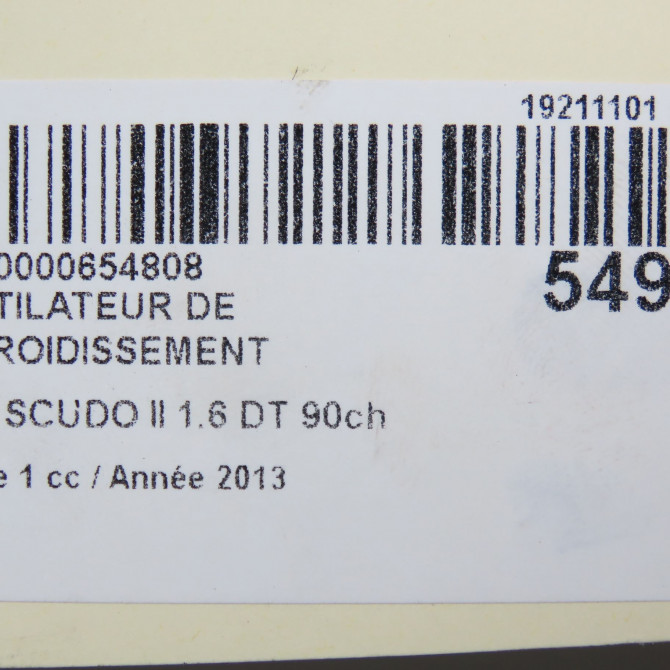 19211101
0000654808
549
TILATEUR DE
ROIDISSEMENT
SCUDO II 1.6 DT 90ch
e 1 cc / Année 2013